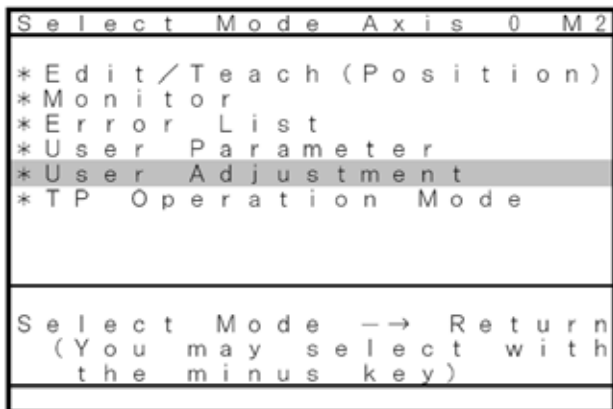 Select Mode Axis 0 M2
*Edit/Teach(Position)
*Monitor
*Error List
*User Parameter
*User Adjustment
*TP Operation Mode
Select Mode —→ Return
(You may select with
the minus key)